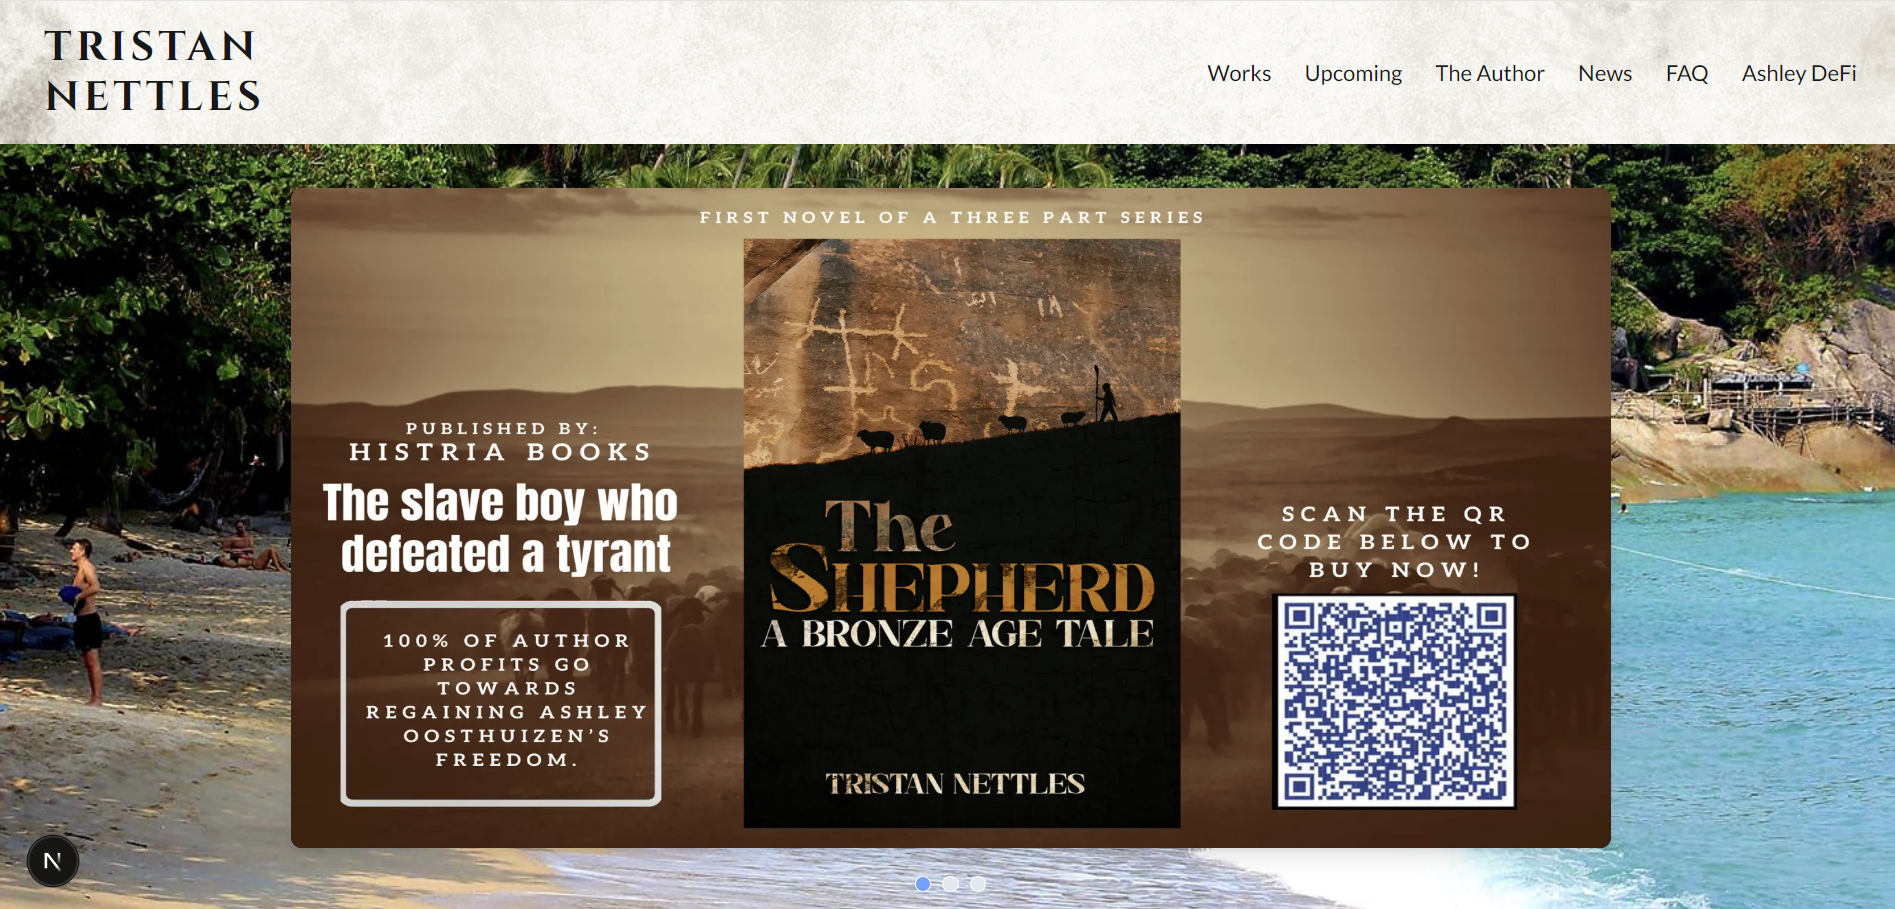 TRISTAN
NETTLES
Works
Upcoming
The Author
News
FAQ
Ashley DeFi
FIRST NOVEL OF A THREE PART SERIES
PUBLISHED BY:
HISTRIA BOOKS
The slave boy who
defeated a tyrant
100% OF AUTHOR
PROFITS GO
TOWARDS
REGAINING ASHLEY
OOSTHUIZEN'S
FREEDOM.
The
SHEPHERD
A BRONZE AGE TALE
TRISTAN NETTLES
SCAN THE QR
CODE BELOW TO
BUY NOW!
N